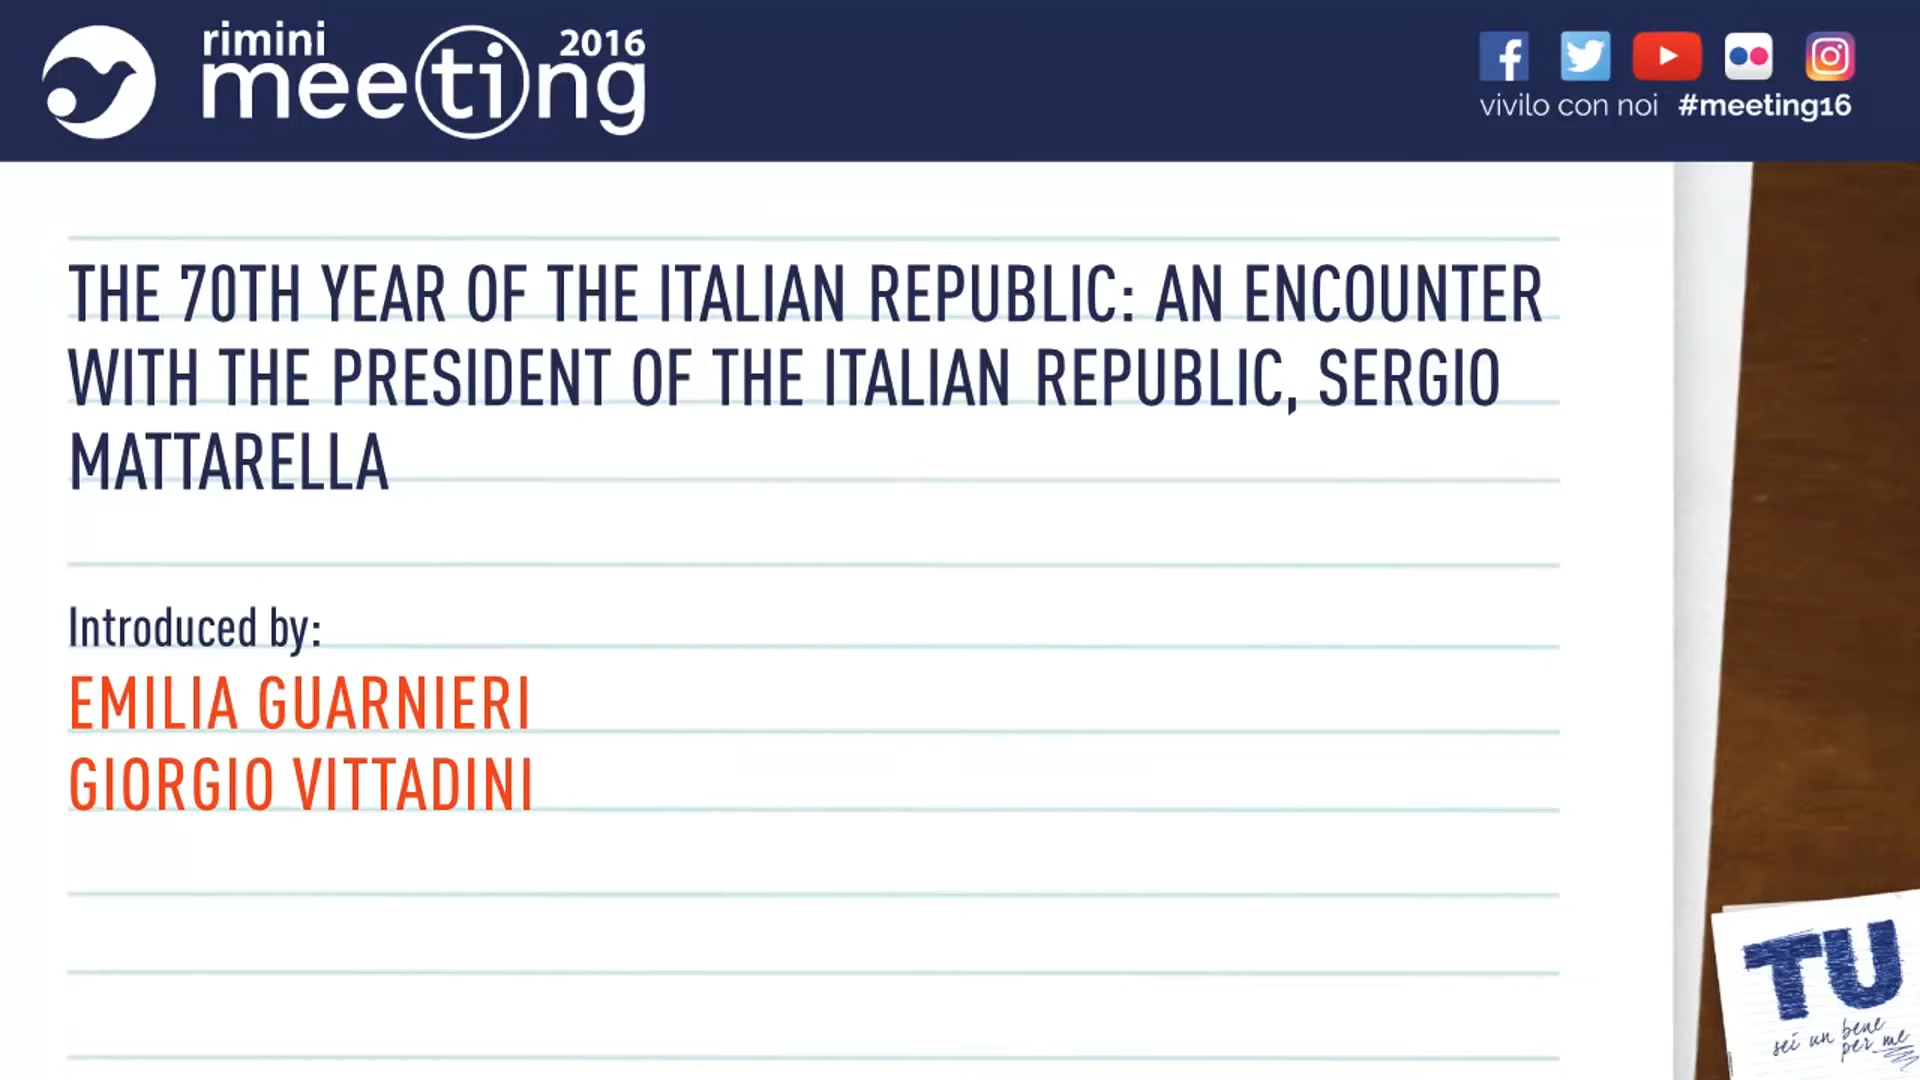 rimini
meeting
2016
vivilo con noi #meeting16
THE 70TH YEAR OF THE ITALIAN REPUBLIC: AN ENCOUNTER
WITH THE PRESIDENT OF THE ITALIAN REPUBLIC, SERGIO
MATTARELLA
Introduced by:
EMILIA GUARNIERI
GIORGIO VITTADINI
TU
sei un bene
per me